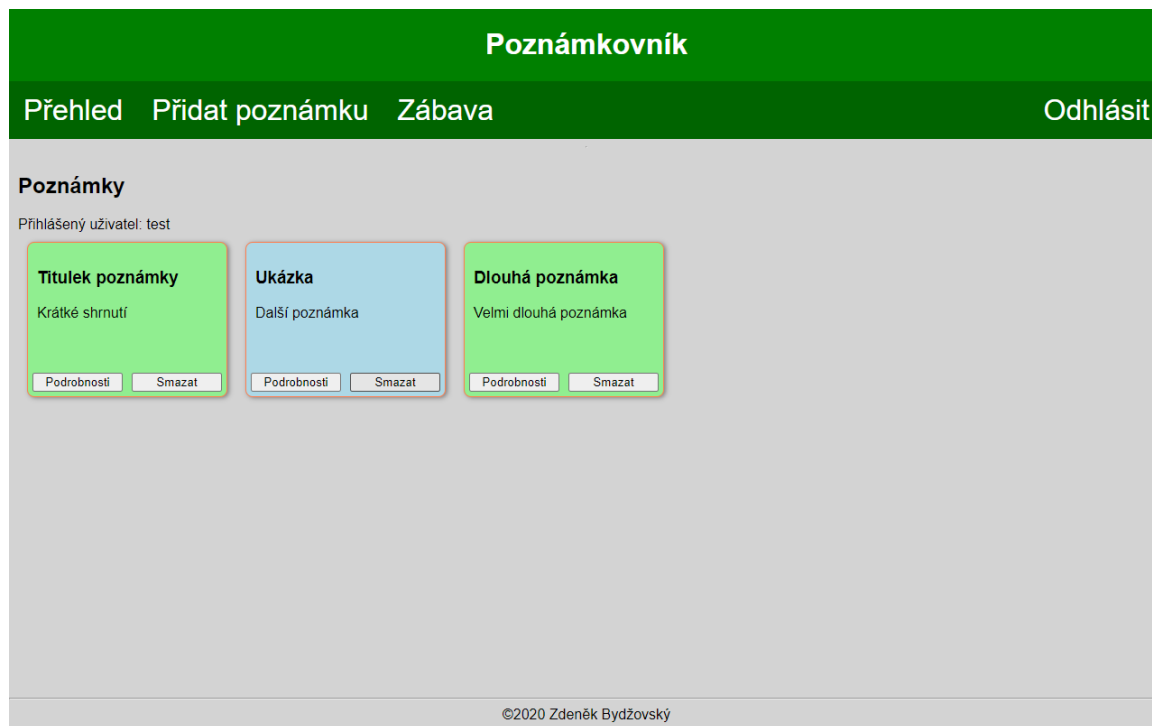 Poznámkovník
Přehled Přidat poznámku Zábava Odhlásit
Poznámky
Přihlášený uživatel: test
Titulek poznámky
Krátké shrnutí
Podrobnosti Smazat
Ukázka
Další poznámka
Podrobnosti Smazat
Dlouhá poznámka
Velmi dlouhá poznámka
Podrobnosti Smazat
©2020 Zdeněk Bydžovský